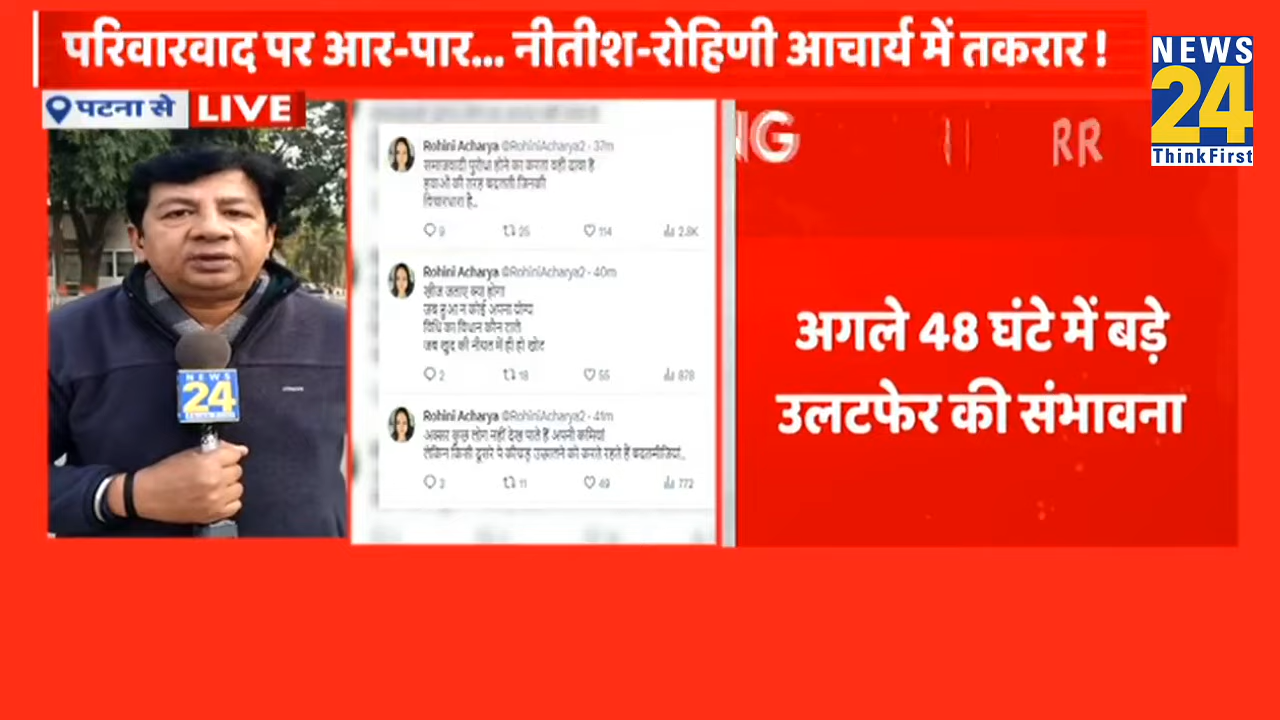 परिवारवाद पर आर-पार... नीतीश-रोहिणी आचार्य में तकरार !
NEWS
24
ThinkFirst
पटना से LIVE
NEWS
24
Rohini Acharya @RohiniAcharya2 - 37m
समाजवादी पुरोधा होने का करता वही दावा है
हवाओं की तरह बदलती जिनकी
विचारधारा है..
9 25 114 2.8K
Rohini Acharya @RohiniAcharya2 - 40m
खीज जताए क्या होगा
जब हुआ न कोई अपना योग्य
विधि का विधान कौन टाले
जब खुद की नीयत में ही हो खोट
2 18 55 878
Rohini Acharya @RohiniAcharya2 - 41m
अक्सर कुछ लोग नहीं देख पाते हैं अपनी कमियां
लेकिन किसी दूसरे पे कीचड़ उछालने को करते रहते हैं बदतमीजियां..
3 11 49 772
NG
RR
अगले 48 घंटे में बड़े
उलटफेर की संभावना